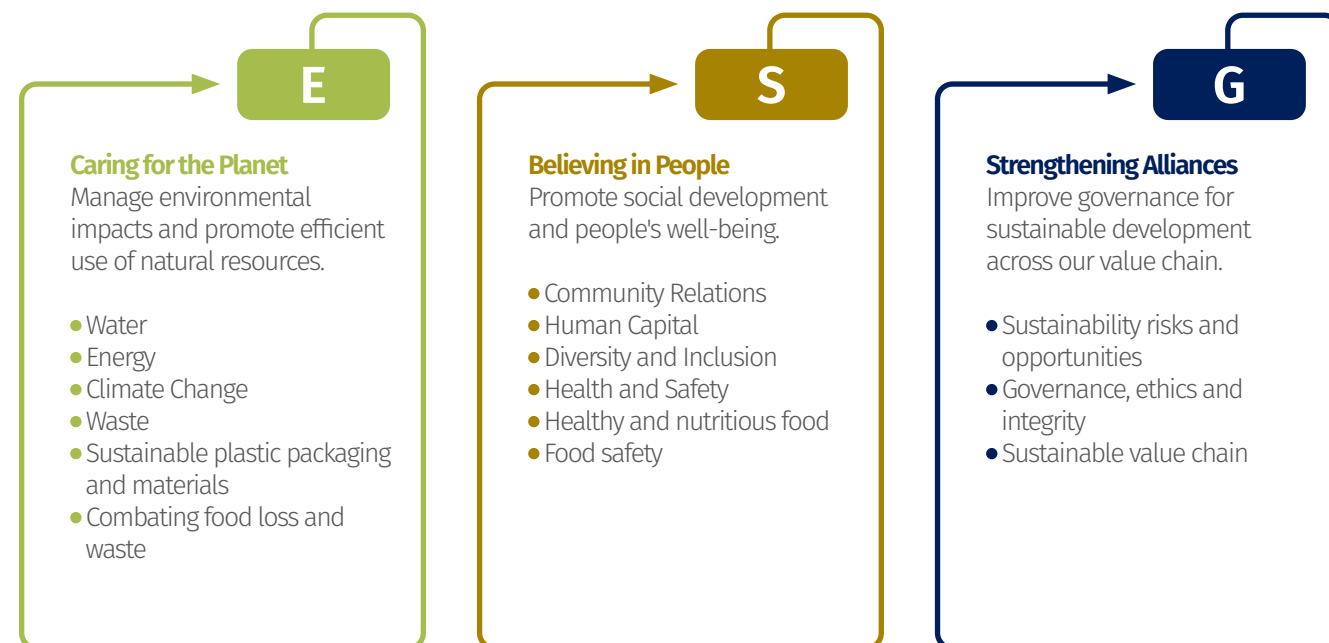 E
Caring for the Planet
Manage environmental
impacts and promote efficient
use of natural resources.
• Water
• Energy
• Climate Change
• Waste
• Sustainable plastic packaging
and materials
• Combating food loss and
waste
S
Believing in People
Promote social development
and people's well-being.
• Community Relations
• Human Capital
• Diversity and Inclusion
• Health and Safety
• Healthy and nutritious food
• Food safety
G
Strengthening Alliances
Improve governance for
sustainable development
across our value chain.
• Sustainability risks and
opportunities
• Governance, ethics and
integrity
• Sustainable value chain